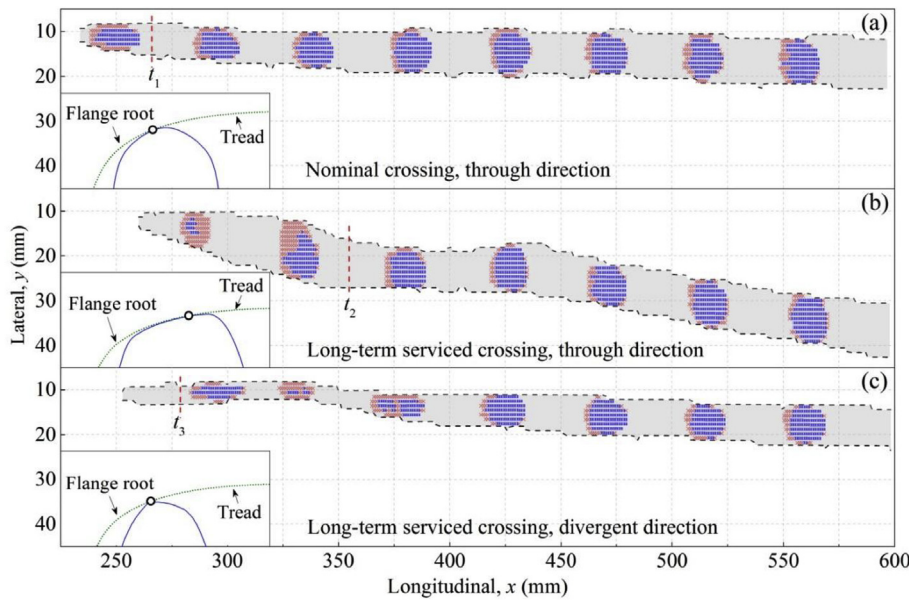 10
20
30
40
(a)
t1
Flange root
Tread
Nominal crossing, through direction
10
20
30
40
(b)
t2
Flange root
Tread
Long-term serviced crossing, through direction
10
20
30
40
(c)
t3
Flange root
Tread
Long-term serviced crossing, divergent direction
Lateral, y (mm)
250 300 350 400 450 500 550 600
Longitudinal, x (mm)